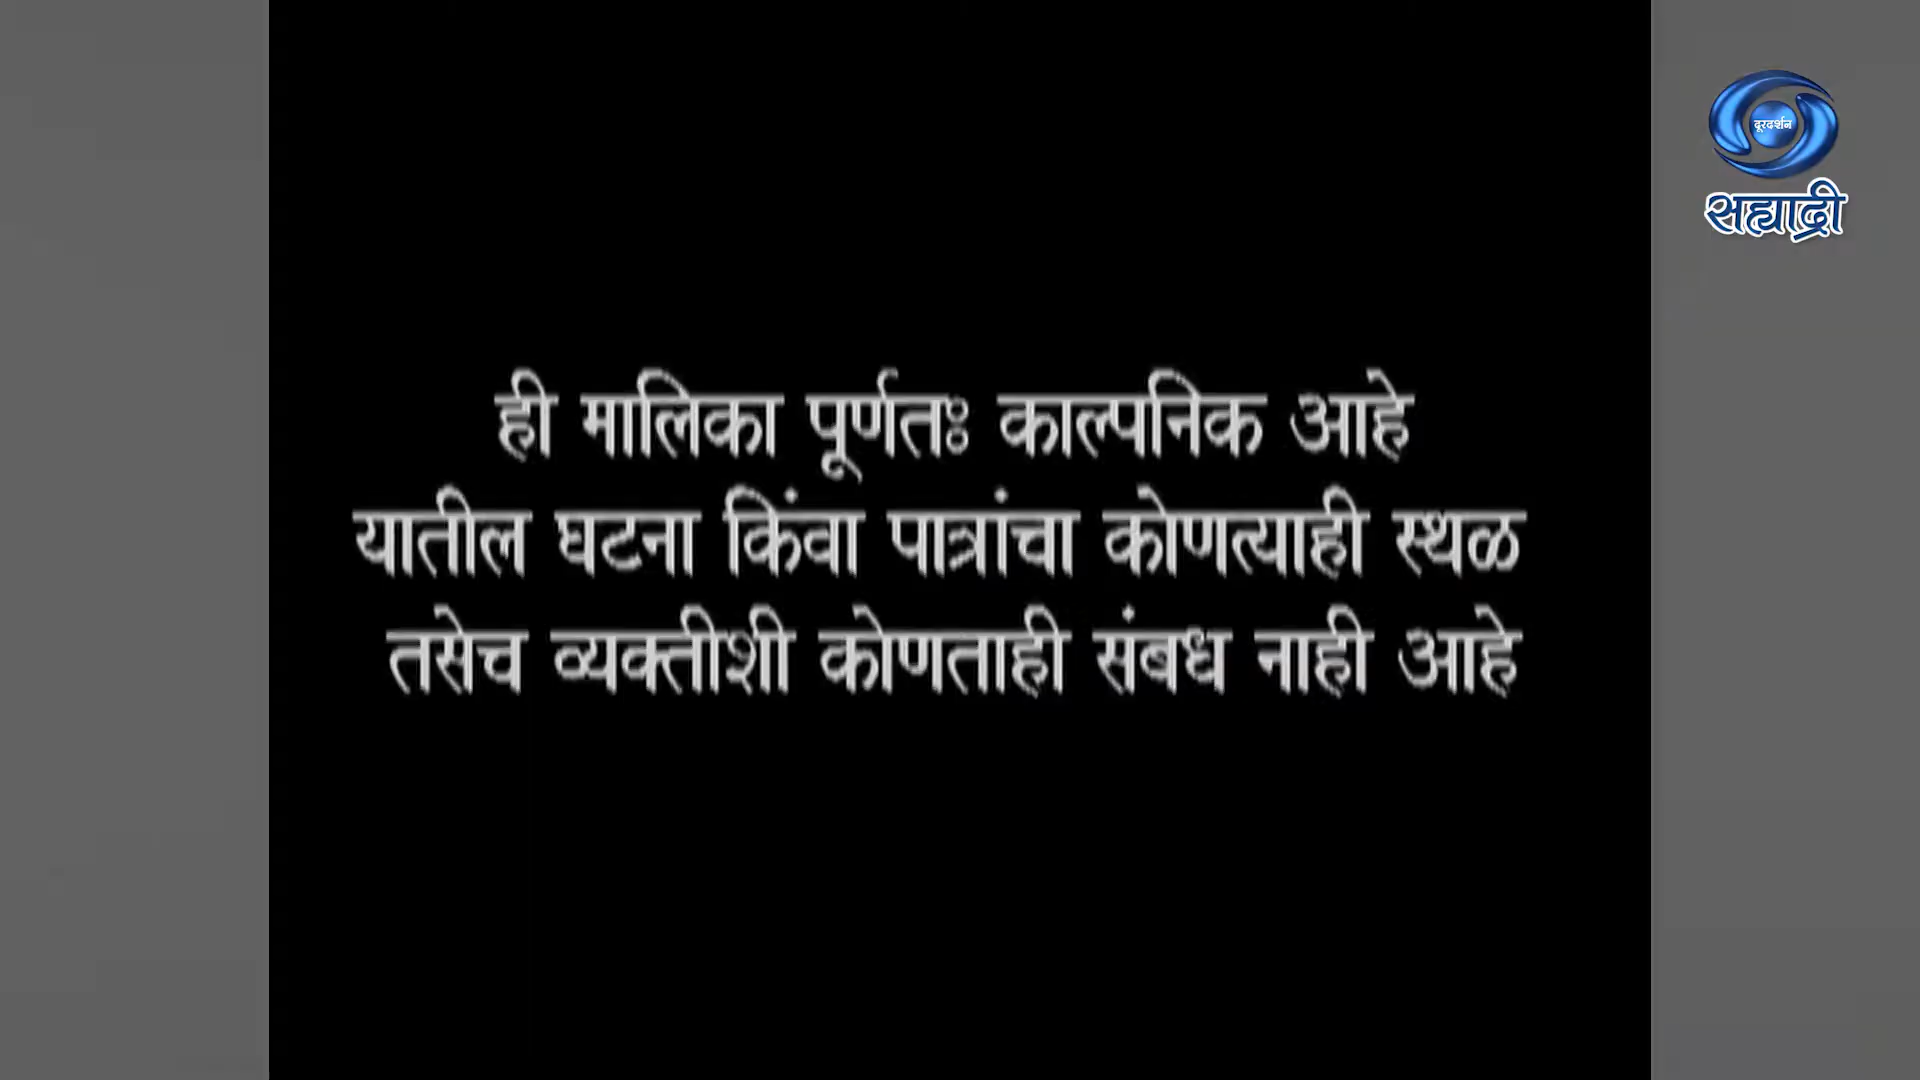 दूरदर्शन
सह्याद्री
ही मालिका पूर्णतः काल्पनिक आहे
यातील घटना किंवा पात्रांचा कोणत्याही स्थळ
तसेच व्यक्तीशी कोणताही संबध नाही आहे